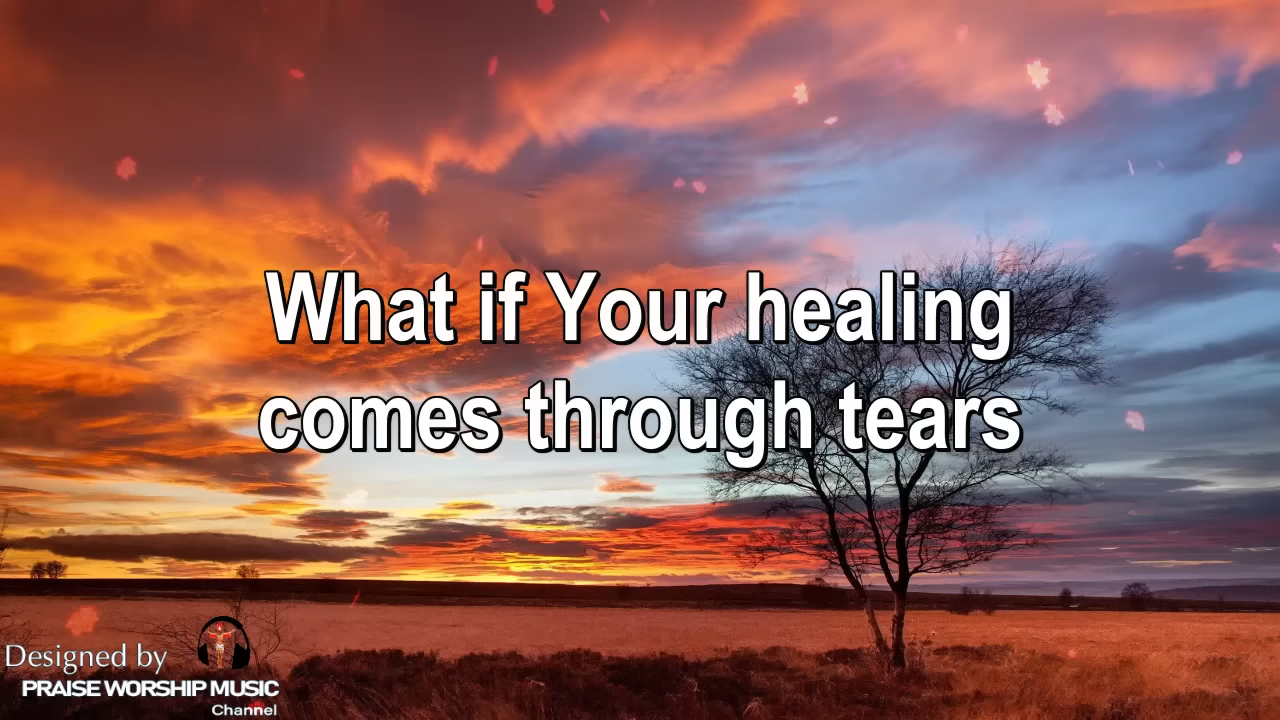 What if Your healing
comes through tears
Designed by
PRAISE WORSHIP MUSIC
Channel